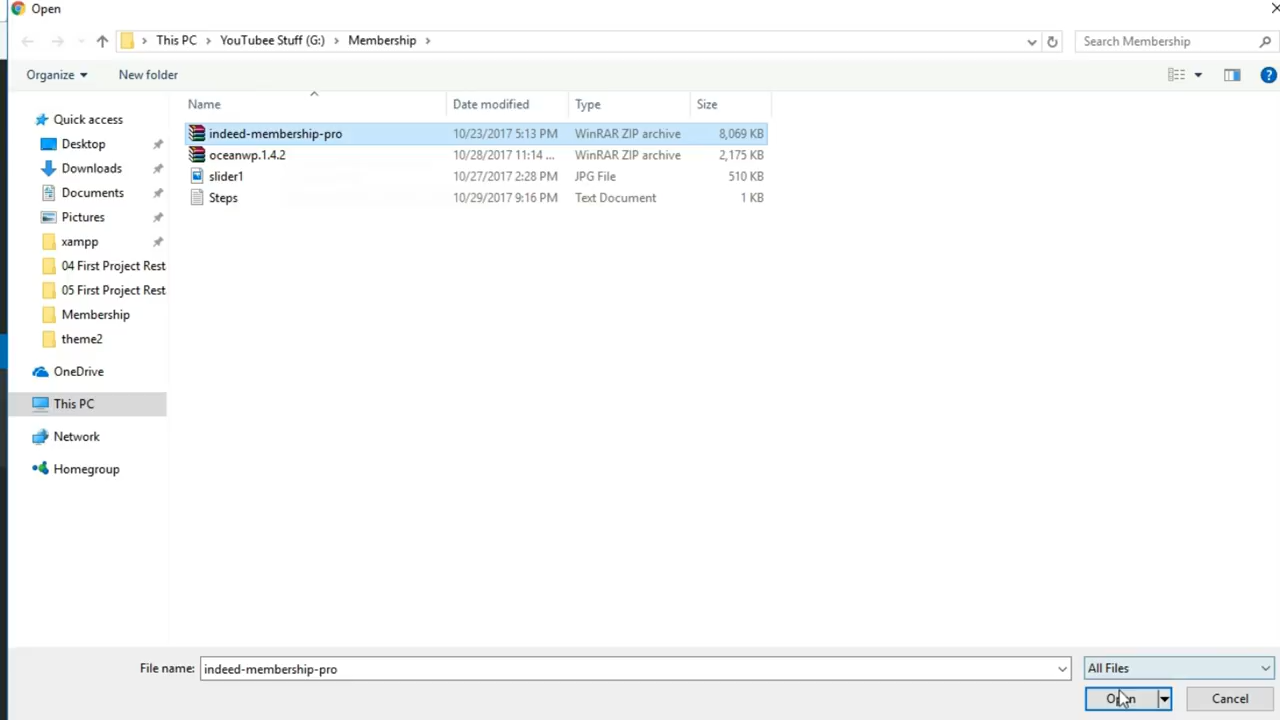 Open
This PC > YouTubee Stuff (G:) > Membership >
Search Membership
Organize
New folder
Name Date modified Type Size
Quick access
Desktop
Downloads
Documents
Pictures
xampp
04 First Project Rest
05 First Project Rest
Membership
theme2
OneDrive
This PC
Network
Homegroup
indeed-membership-pro 10/23/2017 5:13 PM WinRAR ZIP archive 8,069 KB
oceanwp.1.4.2 10/28/2017 11:14 ... WinRAR ZIP archive 2,175 KB
slider1 10/27/2017 2:28 PM JPG File 510 KB
Steps 10/29/2017 9:16 PM Text Document 1 KB
File name: indeed-membership-pro
All Files
Open
Cancel